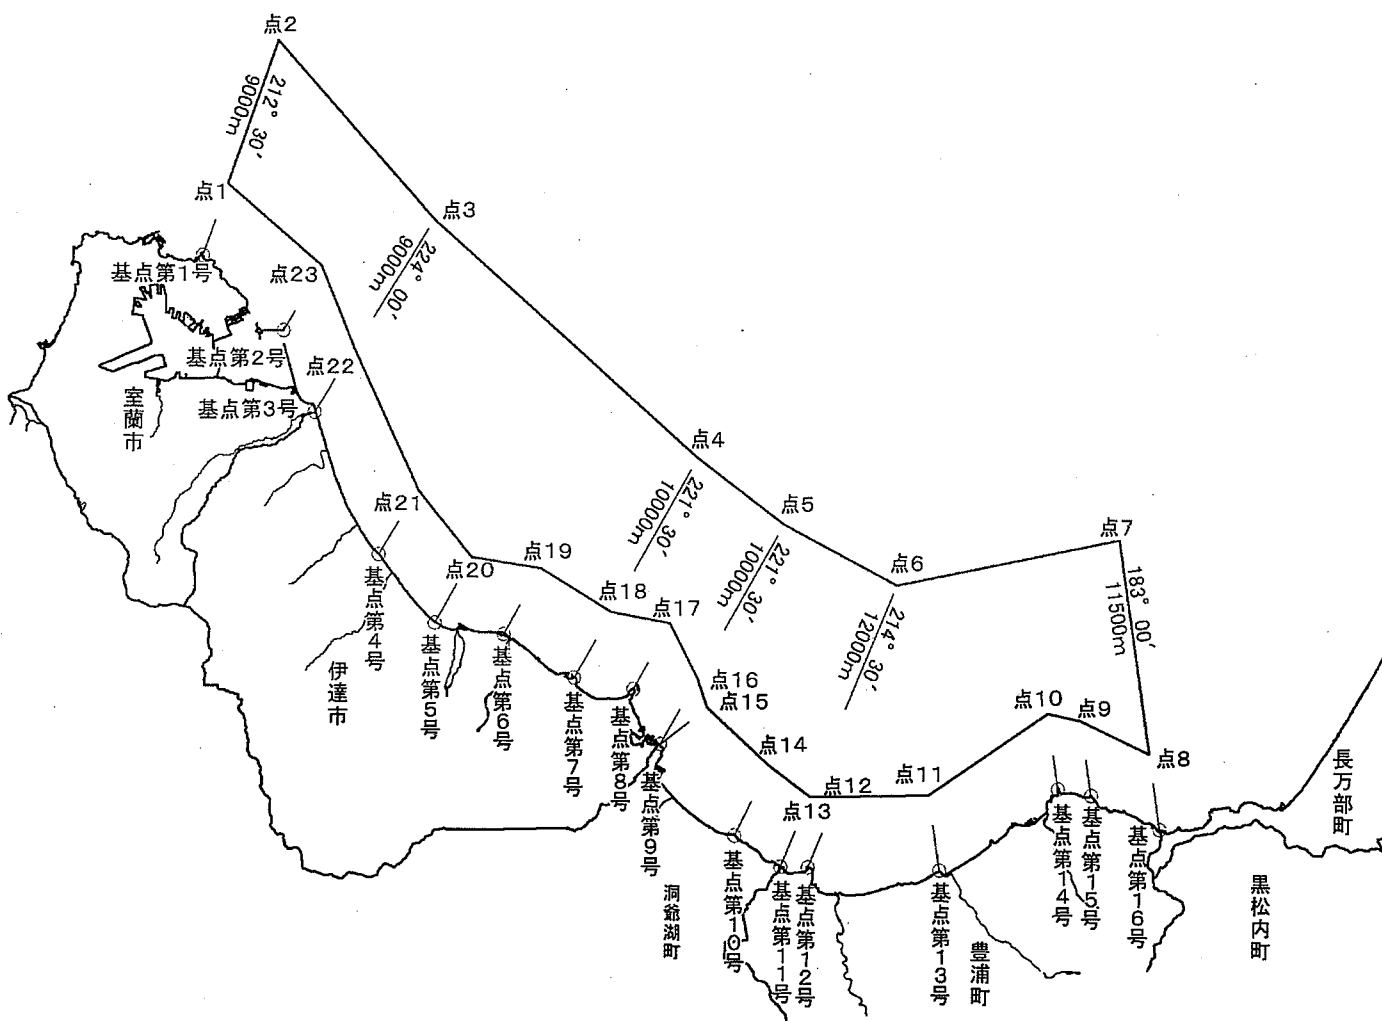 点2
212° 30′
9000m
点1
点3
224° 00′
9000m
基点第1号
点23
基点第2号
点22
基点第3号
室蘭市
点4
221° 30′
10000m
点5
221° 30′
10000m
点21
点6
214° 30′
12000m
点7
183° 00′
11500m
点19
点20
基点第4号
点18
点17
伊達市
基点第5号
基点第6号
点16
点15
基点第7号
基点第8号
点10
点9
点8
点14
基点第9号
点12
点11
点13
長万部町
基点第10号
基点第11号
基点第12号
基点第13号
基点第14号
基点第15号
基点第16号
洞爺湖町
豊浦町
黒松内町